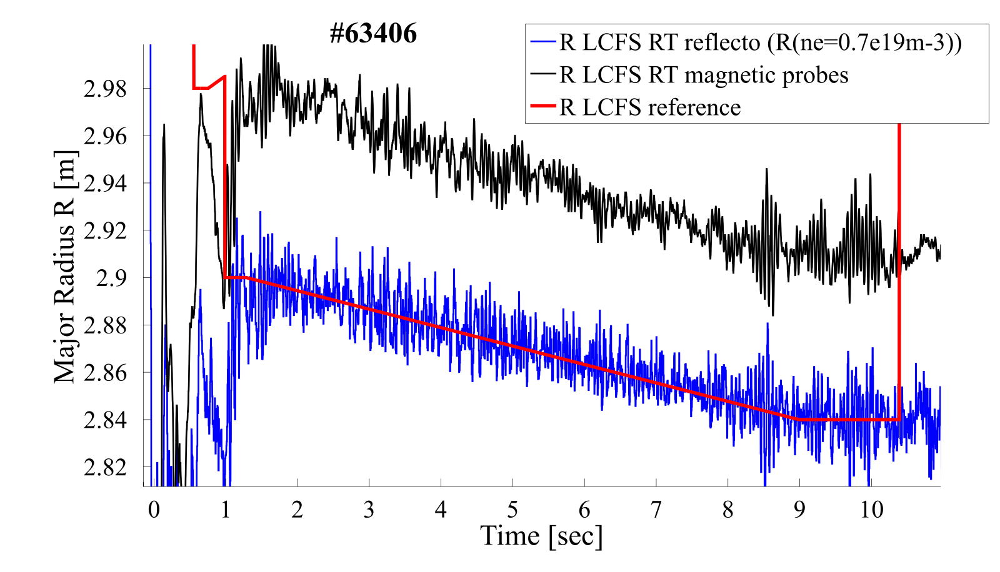 #63406
R LCFS RT reflecto (R(ne=0.7e19m-3))
R LCFS RT magnetic probes
R LCFS reference
Major Radius R [m]
2.98
2.96
2.94
2.92
2.9
2.88
2.86
2.84
2.82
0 1 2 3 4 5 6 7 8 9 10
Time [sec]